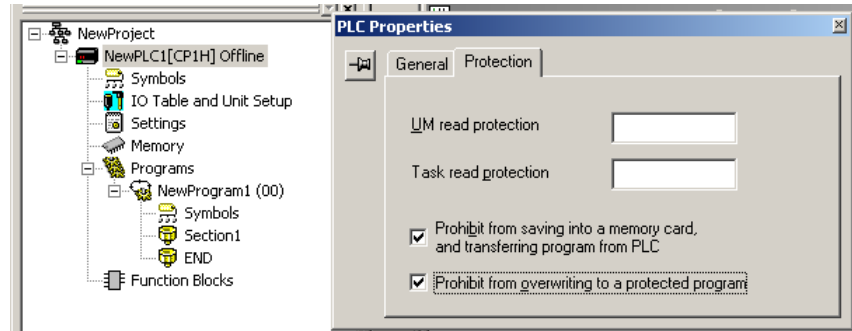 NewProject
NewPLC1[CP1H] Offline
Symbols
IO Table and Unit Setup
Settings
Memory
Programs
NewProgram1 (00)
Symbols
Section1
END
Function Blocks
PLC Properties
General
Protection
UM read protection
Task read protection
Prohibit from saving into a memory card,
and transferring program from PLC
Prohibit from overwriting to a protected program